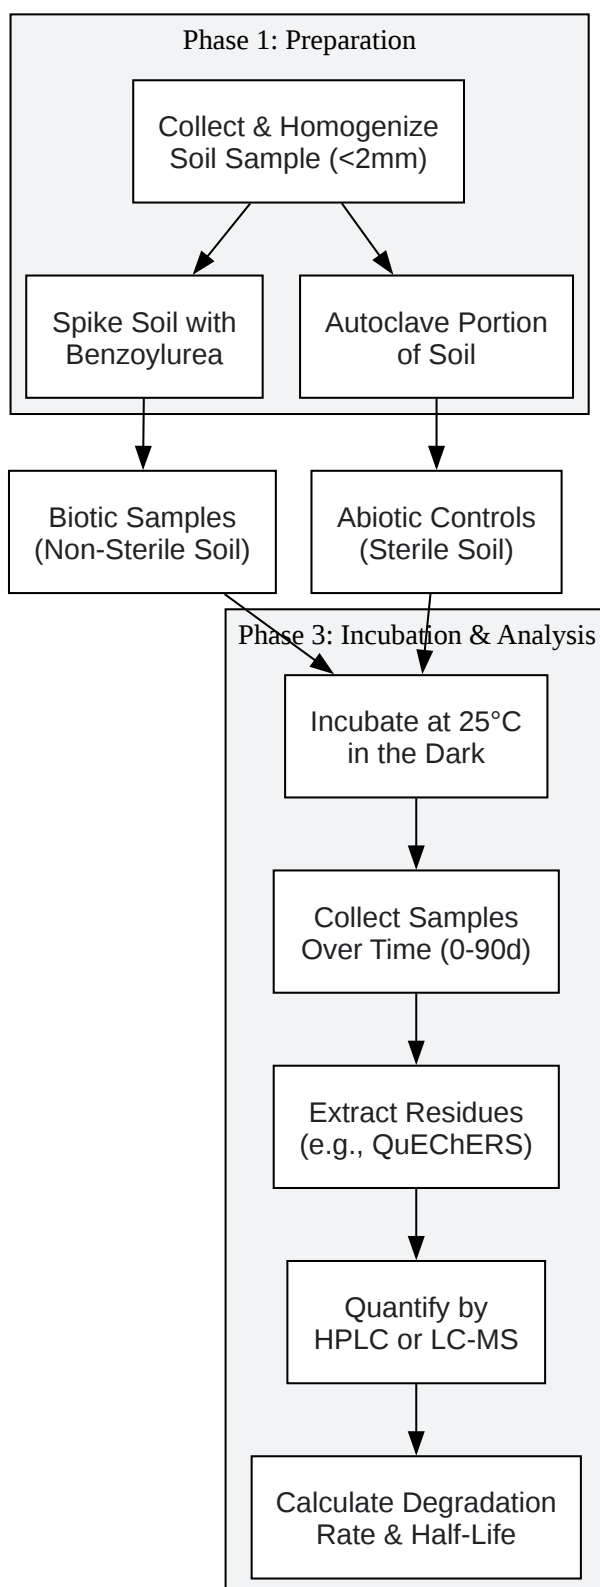 Phase 1: Preparation
Collect & Homogenize
Soil Sample (<2mm)
Spike Soil with
Benzoylurea
Autoclave Portion
of Soil
Biotic Samples
(Non-Sterile Soil)
Abiotic Controls
(Sterile Soil)
Phase 3: Incubation & Analysis
Incubate at 25°C
in the Dark
Collect Samples
Over Time (0-90d)
Extract Residues
(e.g., QuEChERS)
Quantify by
HPLC or LC-MS
Calculate Degradation
Rate & Half-Life